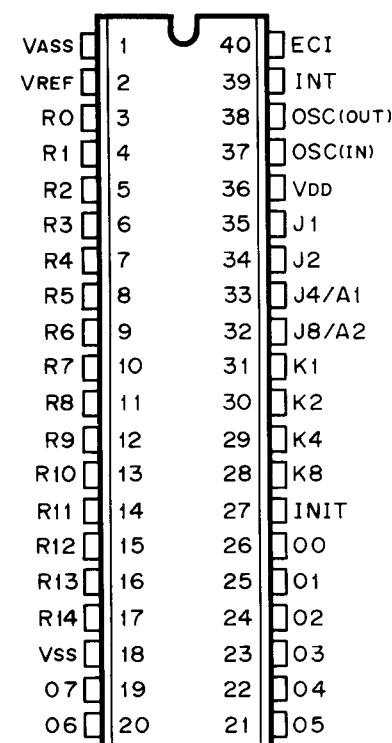 VASS 1 40 ECI
VREF 2 39 INT
R0 3 38 OSC(OUT)
R1 4 37 OSC(IN)
R2 5 36 VDD
R3 6 35 J1
R4 7 34 J2
R5 8 33 J4/A1
R6 9 32 J8/A2
R7 10 31 K1
R8 11 30 K2
R9 12 29 K4
R10 13 28 K8
R11 14 27 INIT
R12 15 26 O0
R13 16 25 O1
R14 17 24 O2
VSS 18 23 O3
O7 19 22 O4
O6 20 21 O5